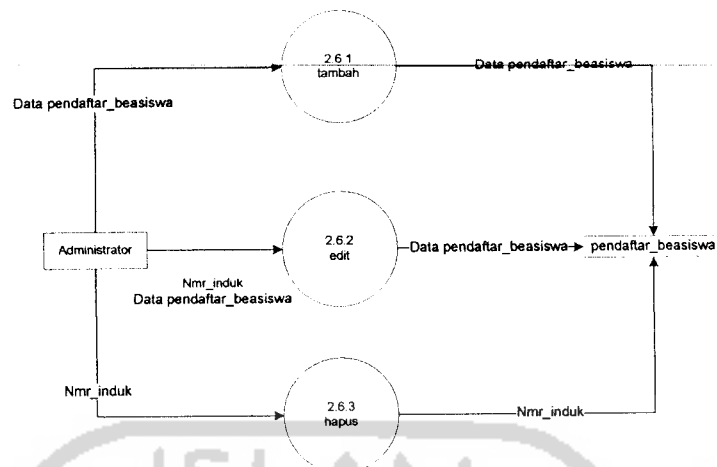 2.6.1
tambah
Data pendaftar_beasiswa
Data pendaftar_beasiswa
Administrator
2.6.2
edit
Data pendaftar_beasiswa
pendaftar_beasiswa
Nmr_induk
Data pendaftar_beasiswa
Nmr_induk
2.6.3
hapus
Nmr_induk